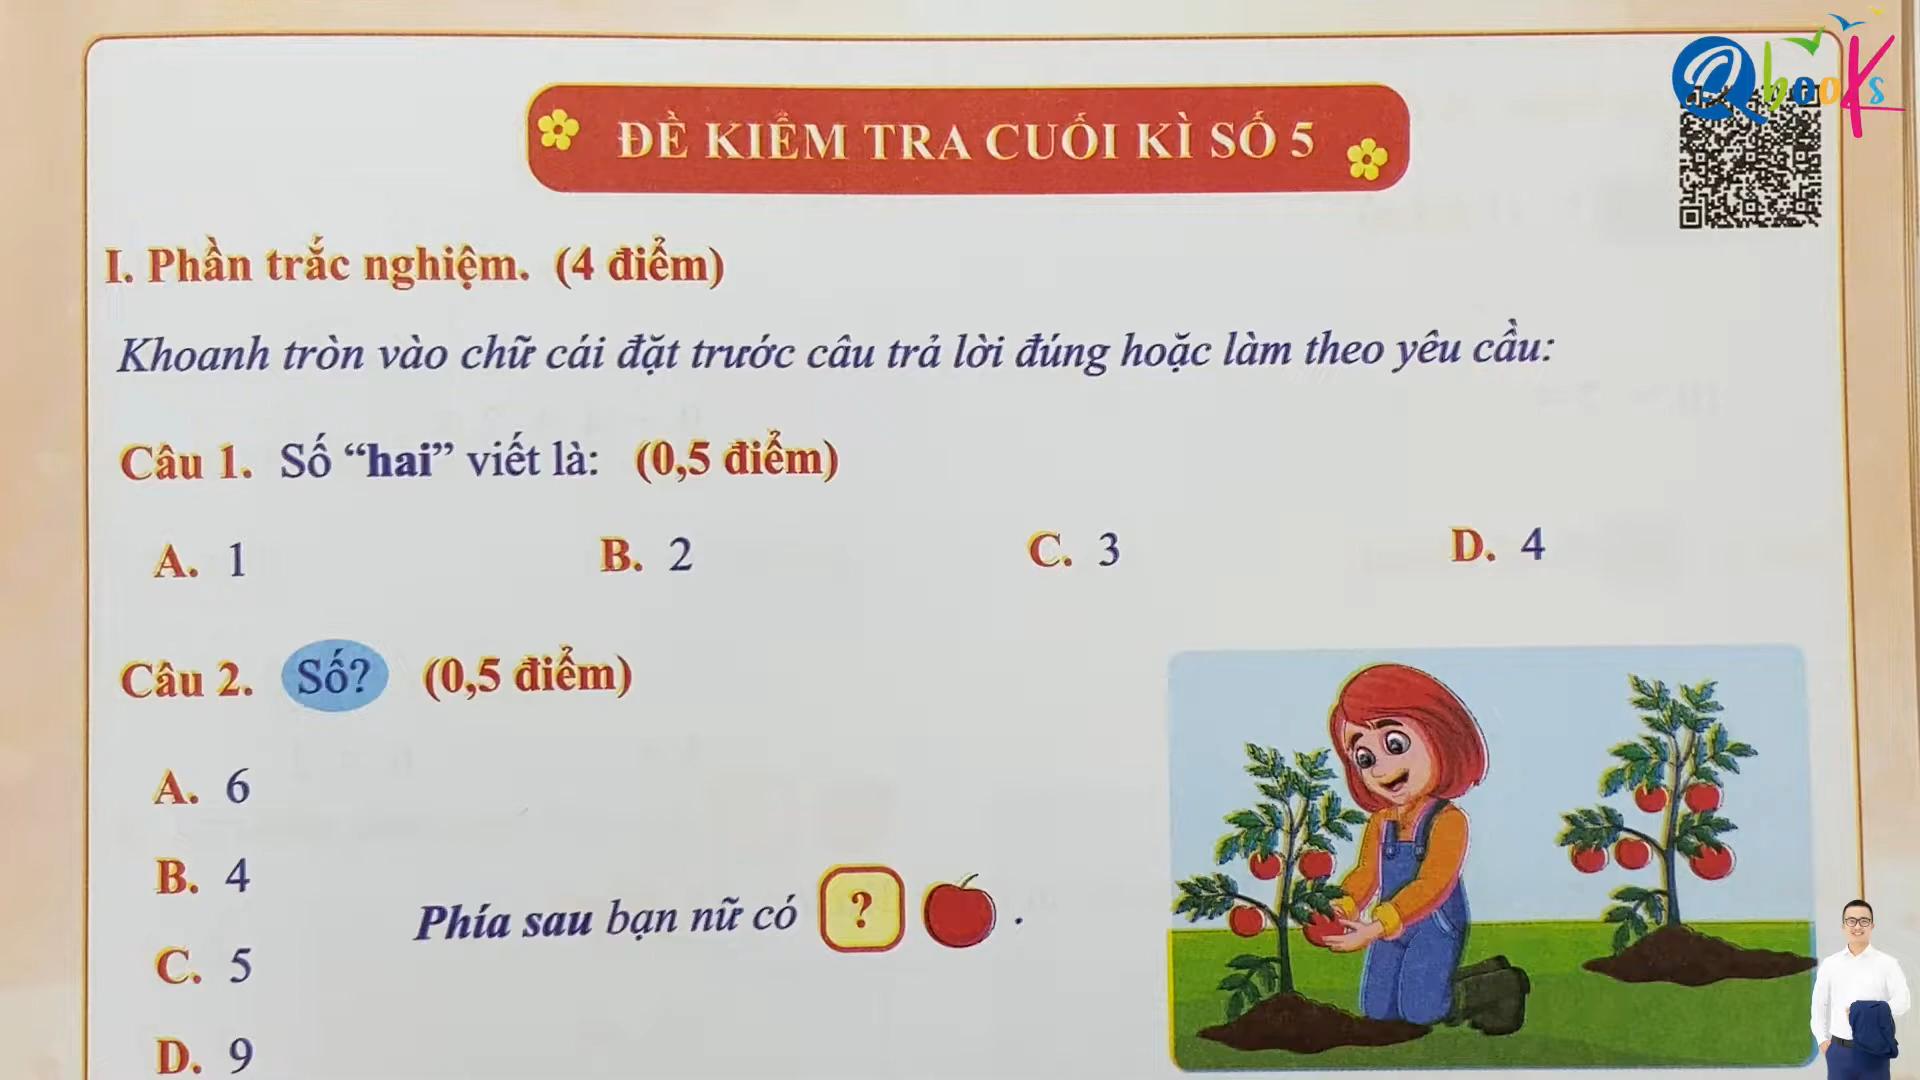 Qbooks
ĐỀ KIỂM TRA CUỐI KÌ SỐ 5
I. Phần trắc nghiệm. (4 điểm)
Khoanh tròn vào chữ cái đặt trước câu trả lời đúng hoặc làm theo yêu cầu:
Câu 1. Số “hai” viết là: (0,5 điểm)
A. 1 B. 2 C. 3 D. 4
Câu 2. Số? (0,5 điểm)
A. 6
B. 4
Phía sau bạn nữ có ? .
C. 5
D. 9